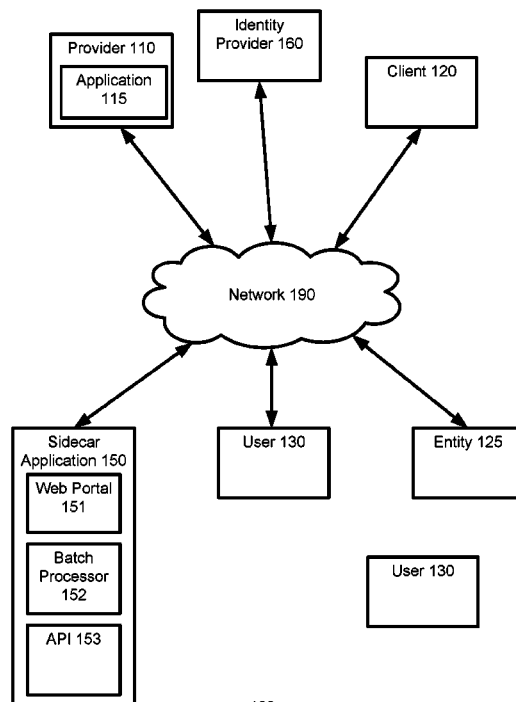 Provider 110
Application
115
Identity
Provider 160
Client 120
Network 190
Sidecar
Application 150
Web Portal
151
Batch
Processor
152
API 153
User 130
Entity 125
User 130